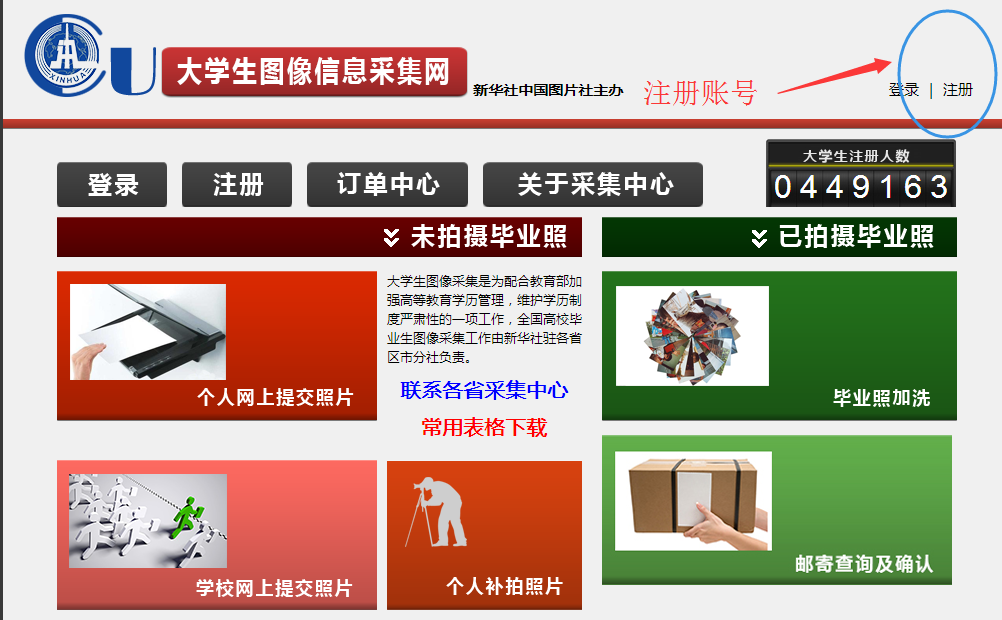 XINHUA
CU
大学生图像信息采集网
新华社中国图片社主办
注册账号
登录 | 注册
登录
注册
订单中心
关于采集中心
大学生注册人数
0449163
未拍摄毕业照
已拍摄毕业照
个人网上提交照片
大学生图像采集是为配合教育部加
强高等教育学历管理，维护学历制
度严肃性的一项工作，全国高校毕
业生图像采集工作由新华社驻各省
区市分社负责。
联系各省采集中心
常用表格下载
毕业照加洗
学校网上提交照片
个人补拍照片
邮寄查询及确认